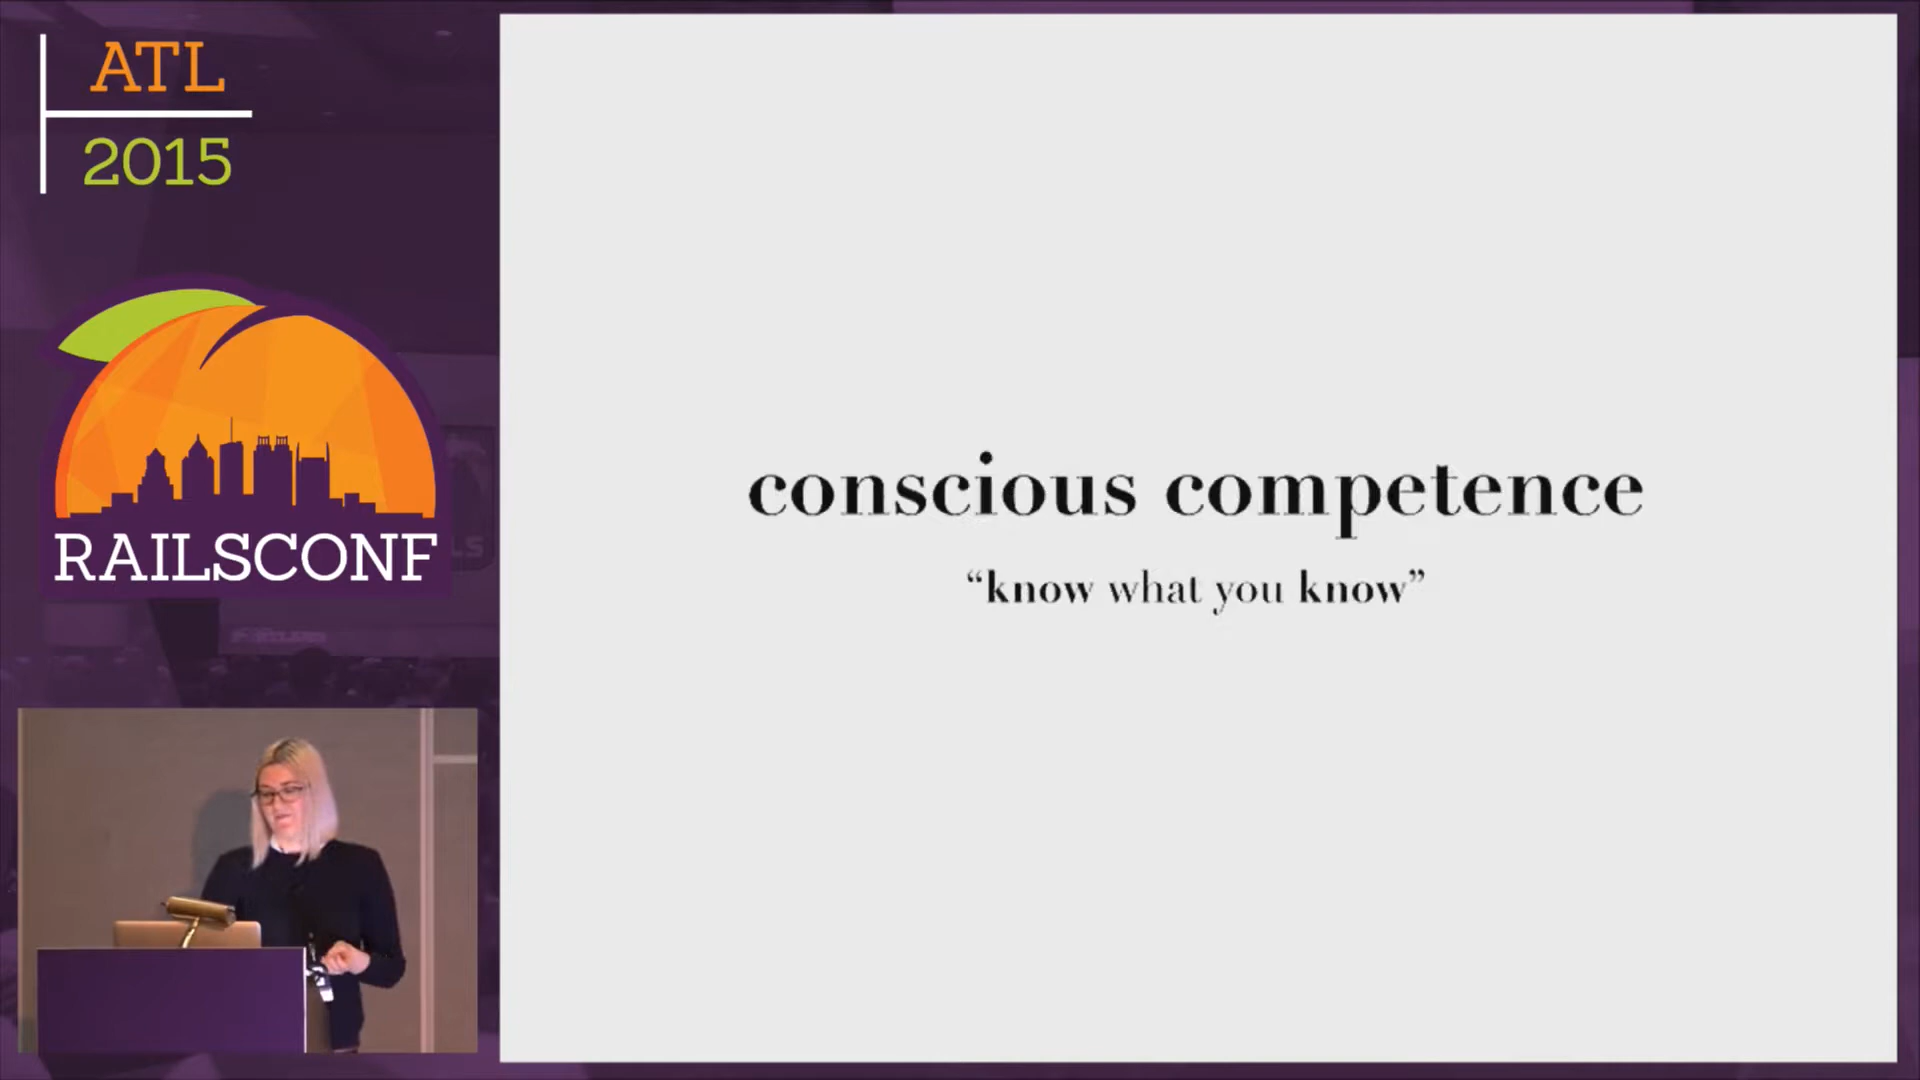 ATL
2015
RAILSCONF
conscious competence
“know what you know”